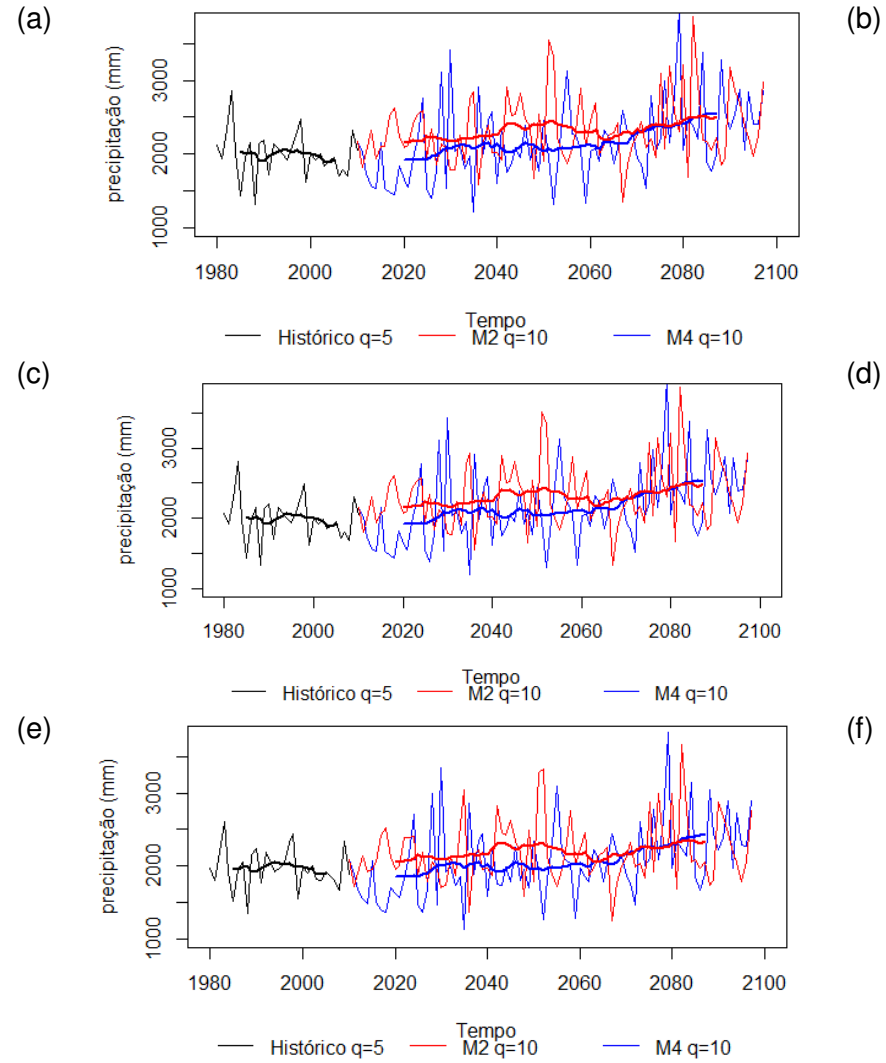 (a) (b)
precipitação (mm)
3000
2000
1000
1980 2000 2020 2040 2060 2080 2100
Tempo
Histórico q=5 M2 q=10 M4 q=10
(c) (d)
precipitação (mm)
3000
2000
1000
1980 2000 2020 2040 2060 2080 2100
Tempo
Histórico q=5 M2 q=10 M4 q=10
(e) (f)
precipitação (mm)
3000
2000
1000
1980 2000 2020 2040 2060 2080 2100
Tempo
Histórico q=5 M2 q=10 M4 q=10